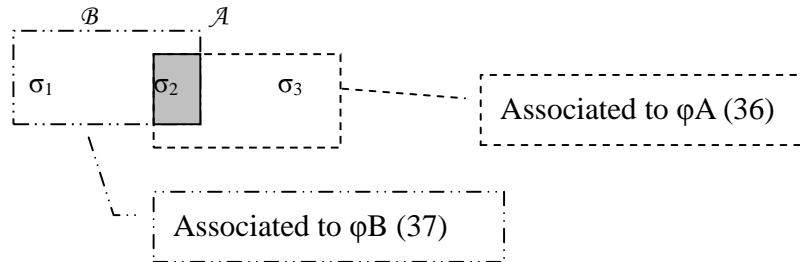 ℬ 𝒜
σ₁ σ₂ σ₃
Associated to φA (36)
Associated to φB (37)